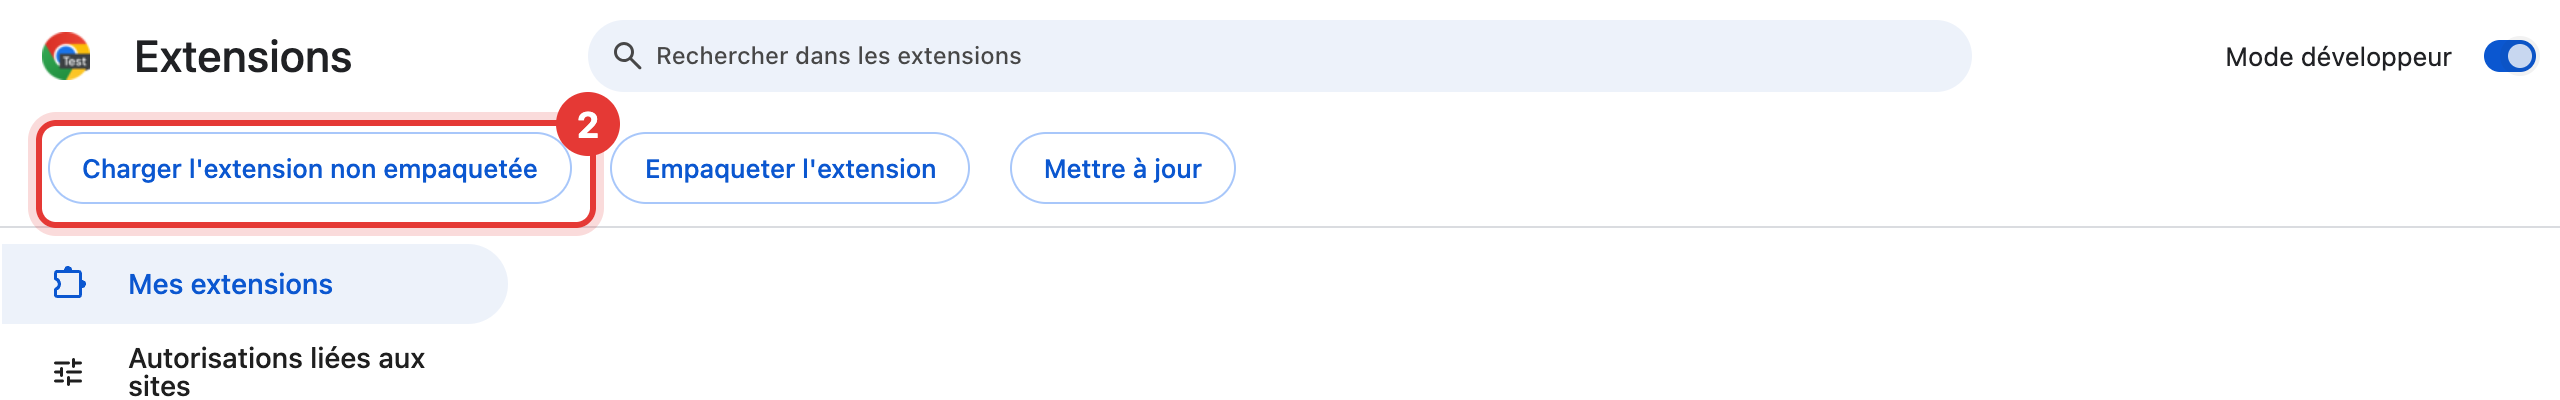 Test
Extensions
Rechercher dans les extensions
Mode développeur
2
Charger l'extension non empaquetée
Empaqueter l'extension
Mettre à jour
Mes extensions
Autorisations liées aux
sites